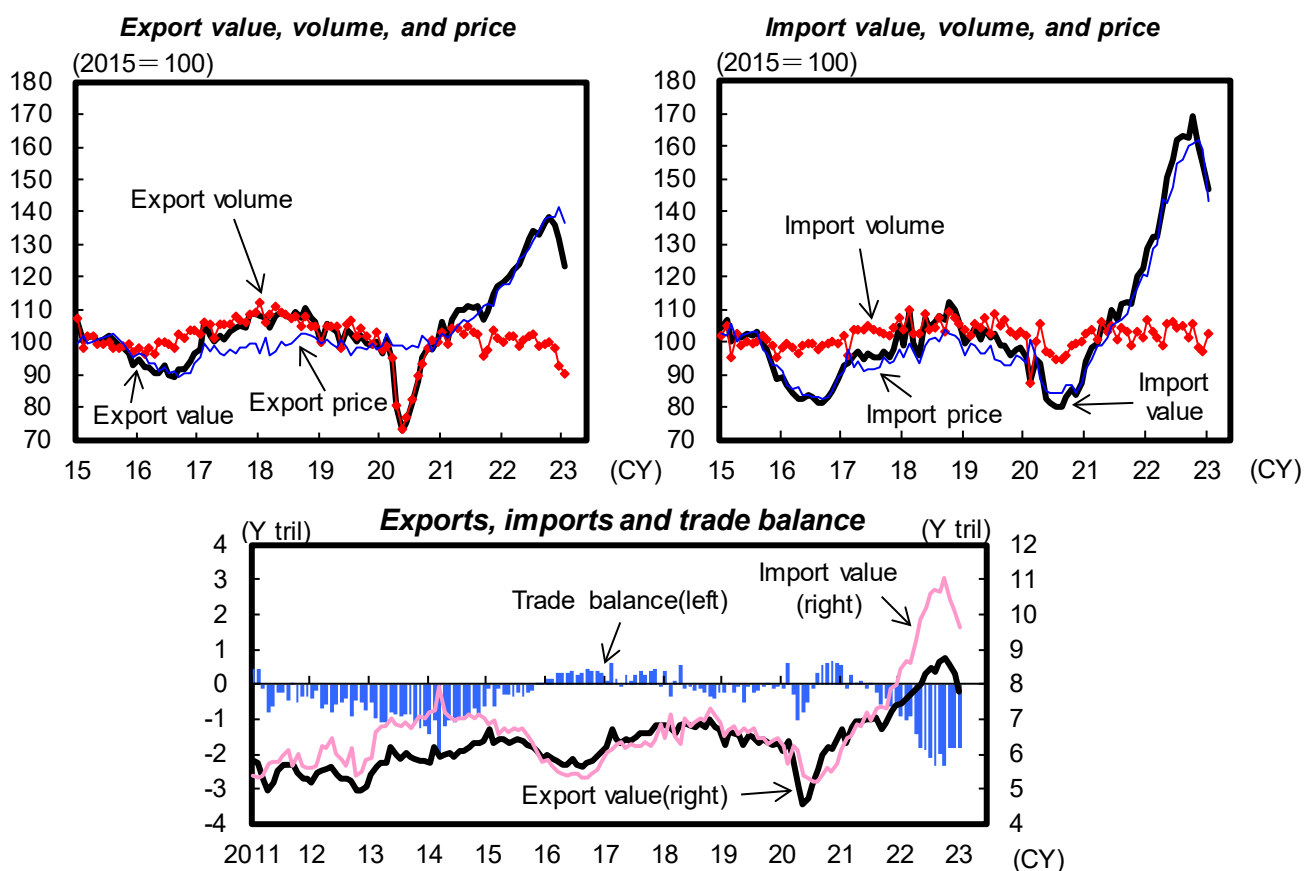 Export value, volume, and price
(2015＝100)
180
170
160
150
140
130
120
110
100
90
80
70
Export volume
Export value
Export price
15 16 17 18 19 20 21 22 23 (CY)
Import value, volume, and price
(2015＝100)
180
170
160
150
140
130
120
110
100
90
80
70
Import volume
Import price
Import
value
15 16 17 18 19 20 21 22 23 (CY)
Exports, imports and trade balance
(Y tril)
(Y tril)
4
3
2
1
0
-1
-2
-3
-4
Trade balance(left)
Import value
(right)
Export value(right)
12
11
10
9
8
7
6
5
4
2011 12 13 14 15 16 17 18 19 20 21 22 23 (CY)